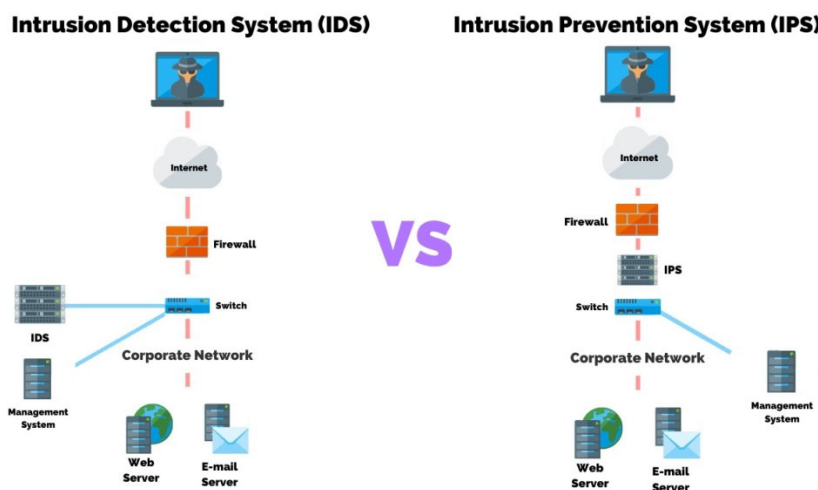 Intrusion Detection System (IDS)
Internet
Firewall
Switch
IDS
Corporate Network
Management
System
Web
Server
E-mail
Server
VS
Intrusion Prevention System (IPS)
Internet
Firewall
IPS
Switch
Corporate Network
Management
System
Web
Server
E-mail
Server